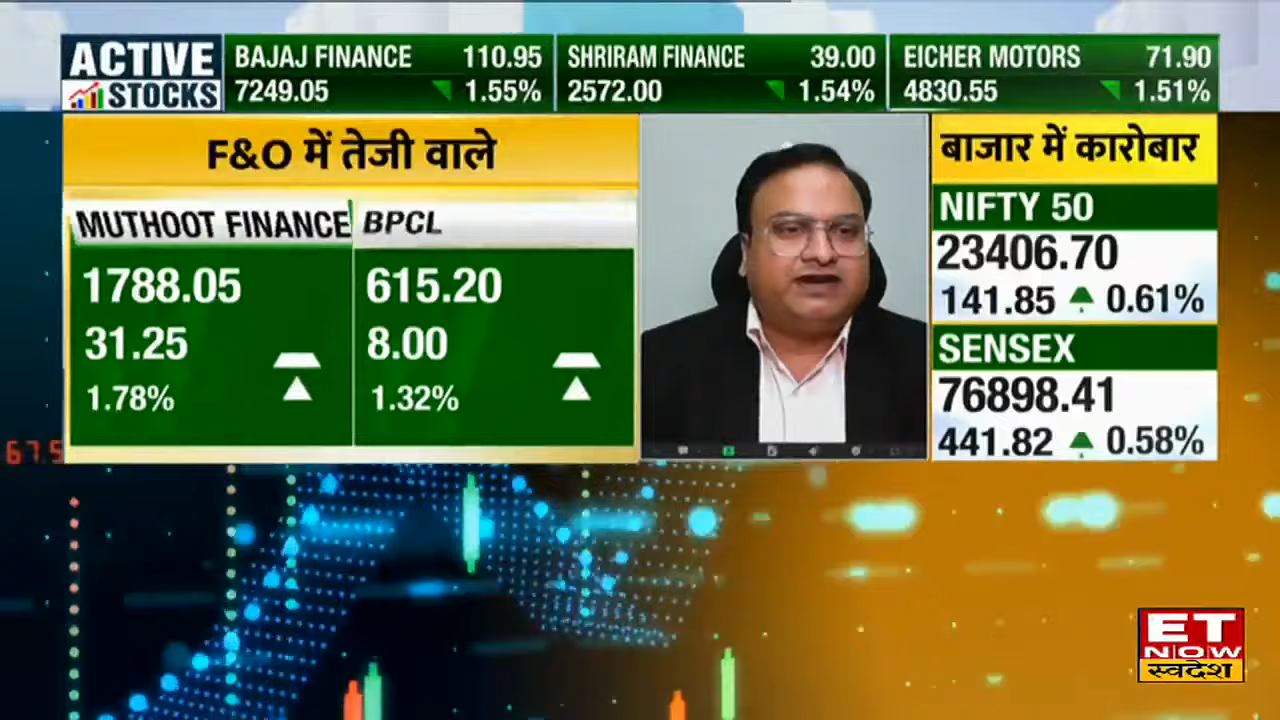 ACTIVE STOCKS
BAJAJ FINANCE 110.95
7249.05 1.55%
SHRIRAM FINANCE 39.00
2572.00 1.54%
EICHER MOTORS 71.90
4830.55 1.51%
F&O में तेजी वाले
MUTHOOT FINANCE
1788.05
31.25
1.78%
BPCL
615.20
8.00
1.32%
बाजार में कारोबार
NIFTY 50
23406.70
141.85 0.61%
SENSEX
76898.41
441.82 0.58%
67.5
ET
NOW
स्वदेश